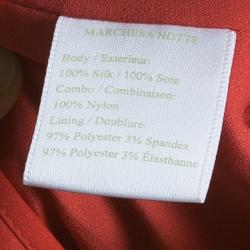 MARCHESA NOTTE
Body / Exterieur:
100% Silk / 100% Soie
Combo / Combinaison:
100% Nylon
Lining / Doublure:
97% Polyester 3% Spandex
97% Polyester 3% Élasthanne